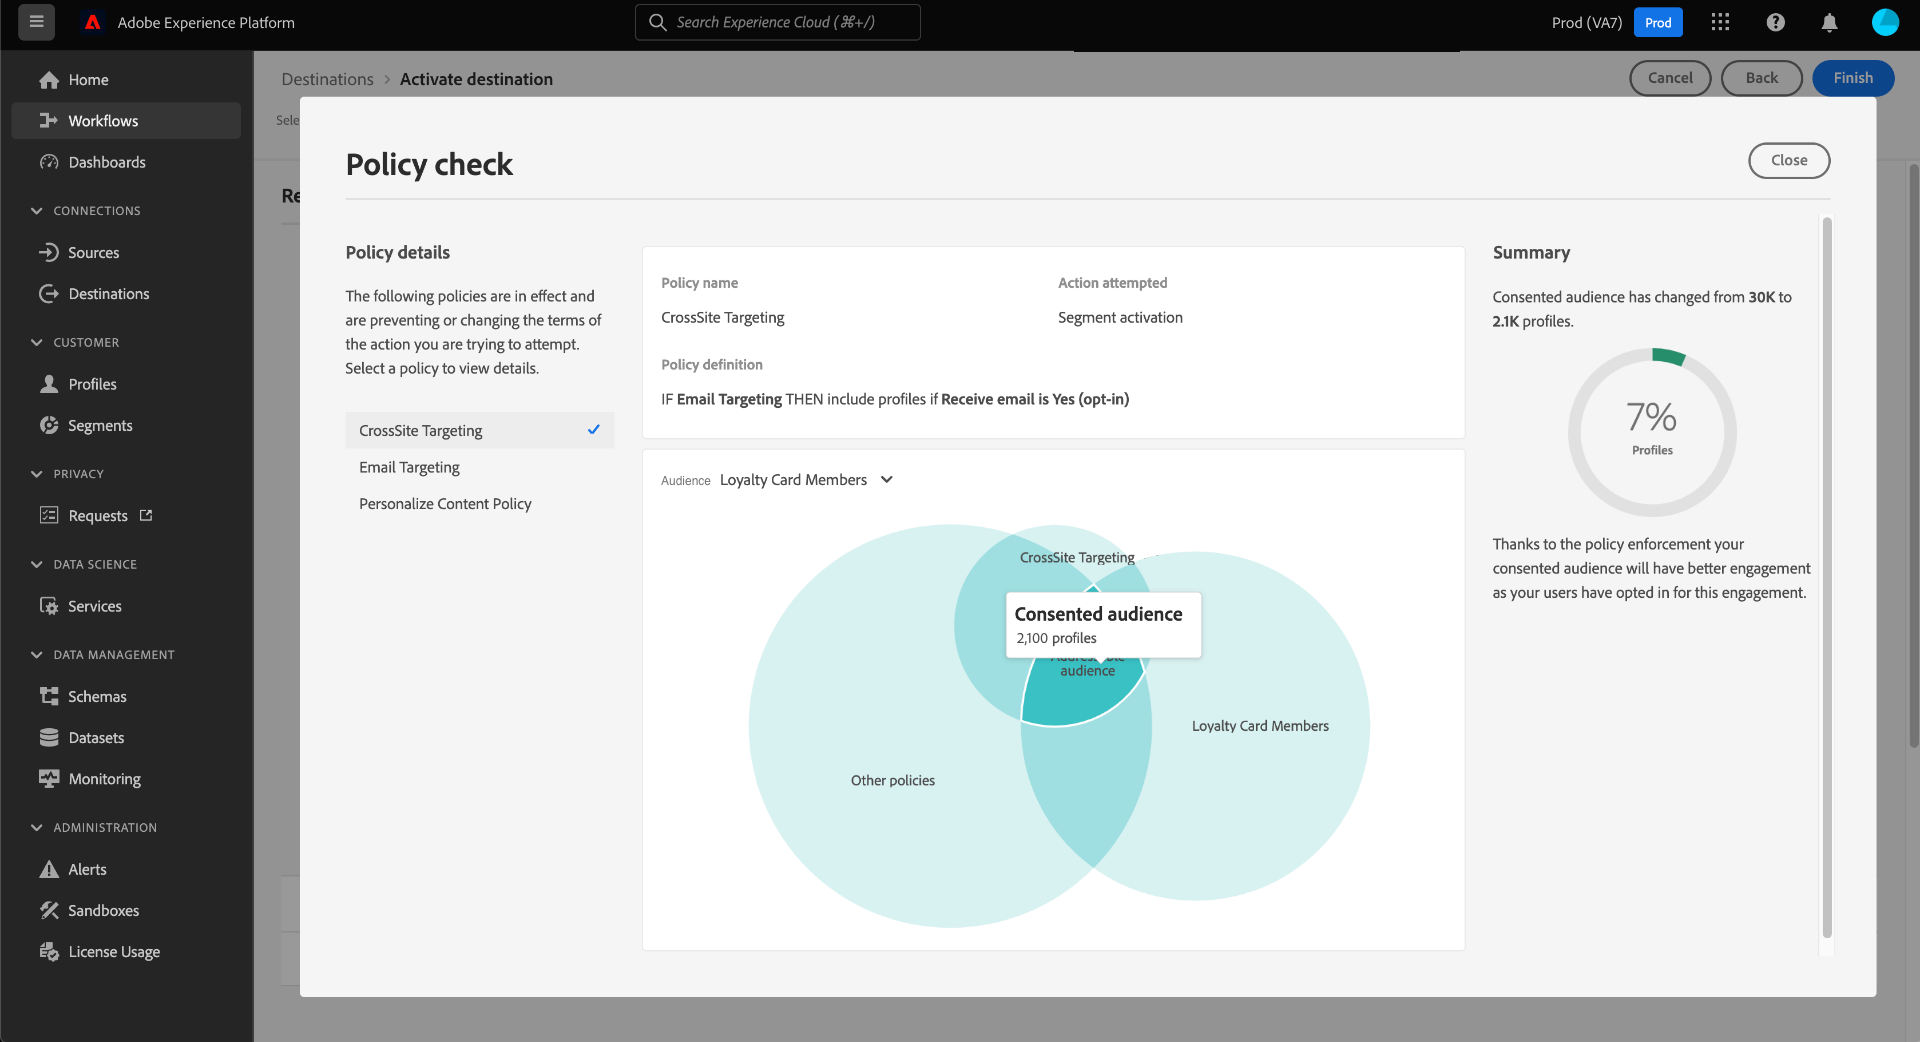 Adobe Experience Platform
Search Experience Cloud (⌘+/)
Prod (VA7)
Prod
Home
Workflows
Dashboards
CONNECTIONS
Sources
Destinations
CUSTOMER
Profiles
Segments
PRIVACY
Requests
DATA SCIENCE
Services
DATA MANAGEMENT
Schemas
Datasets
Monitoring
ADMINISTRATION
Alerts
Sandboxes
License Usage
Destinations > Activate destination
Cancel
Back
Finish
Sele
Re
Policy check
Close
Policy details
The following policies are in effect and
are preventing or changing the terms of
the action you are trying to attempt.
Select a policy to view details.
CrossSite Targeting
Email Targeting
Personalize Content Policy
Policy name
CrossSite Targeting
Action attempted
Segment activation
Policy definition
IF Email Targeting THEN include profiles if Receive email is Yes (opt-in)
Audience Loyalty Card Members
CrossSite Targeting
Consented audience
2,100 profiles
audience
Loyalty Card Members
Other policies
Summary
Consented audience has changed from 30K to
2.1K profiles.
7%
Profiles
Thanks to the policy enforcement your
consented audience will have better engagement
as your users have opted in for this engagement.